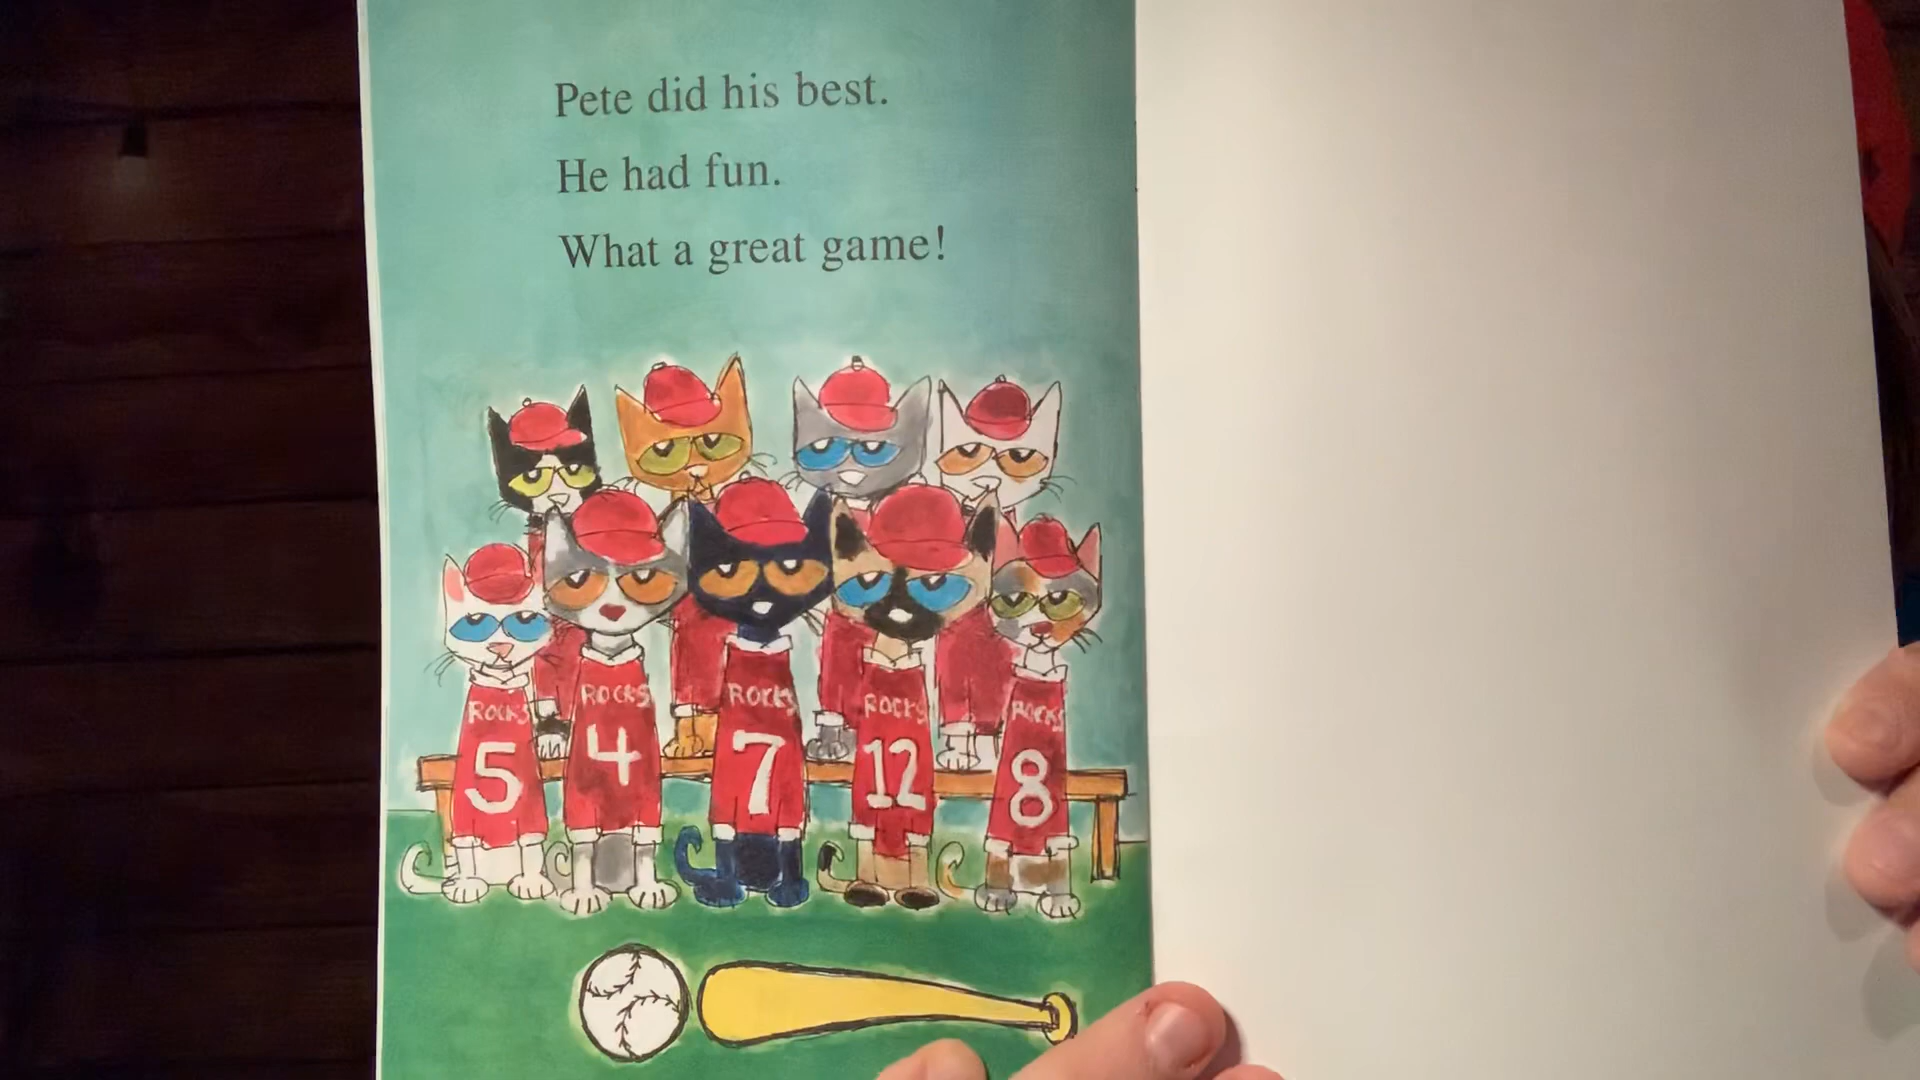 Pete did his best.
He had fun.
What a great game!
ROCKS
ROCKS
ROCKS
ROCKS
ROCKS
5
4
7
12
8